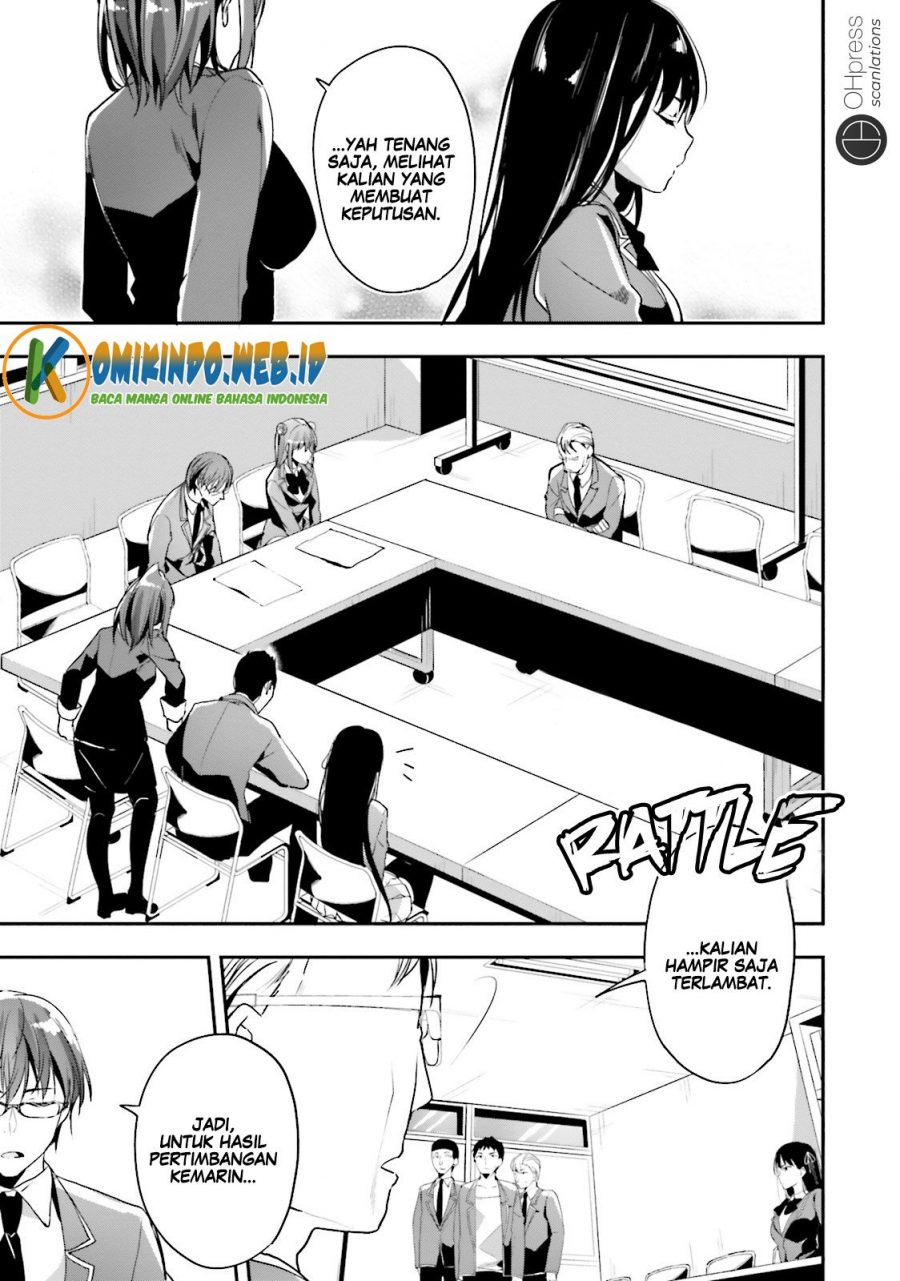 OHpress
scanlations
...YAH TENANG
SAJA, MELIHAT
KALIAN YANG
MEMBUAT
KEPUTUSAN.
KOMIKINDO.WEB.ID
BACA MANGA ONLINE BAHASA INDONESIA
RATTLE
...KALIAN
HAMPIR SAJA
TERLAMBAT.
JADI,
UNTUK HASIL
PERTIMBANGAN
KEMARIN...